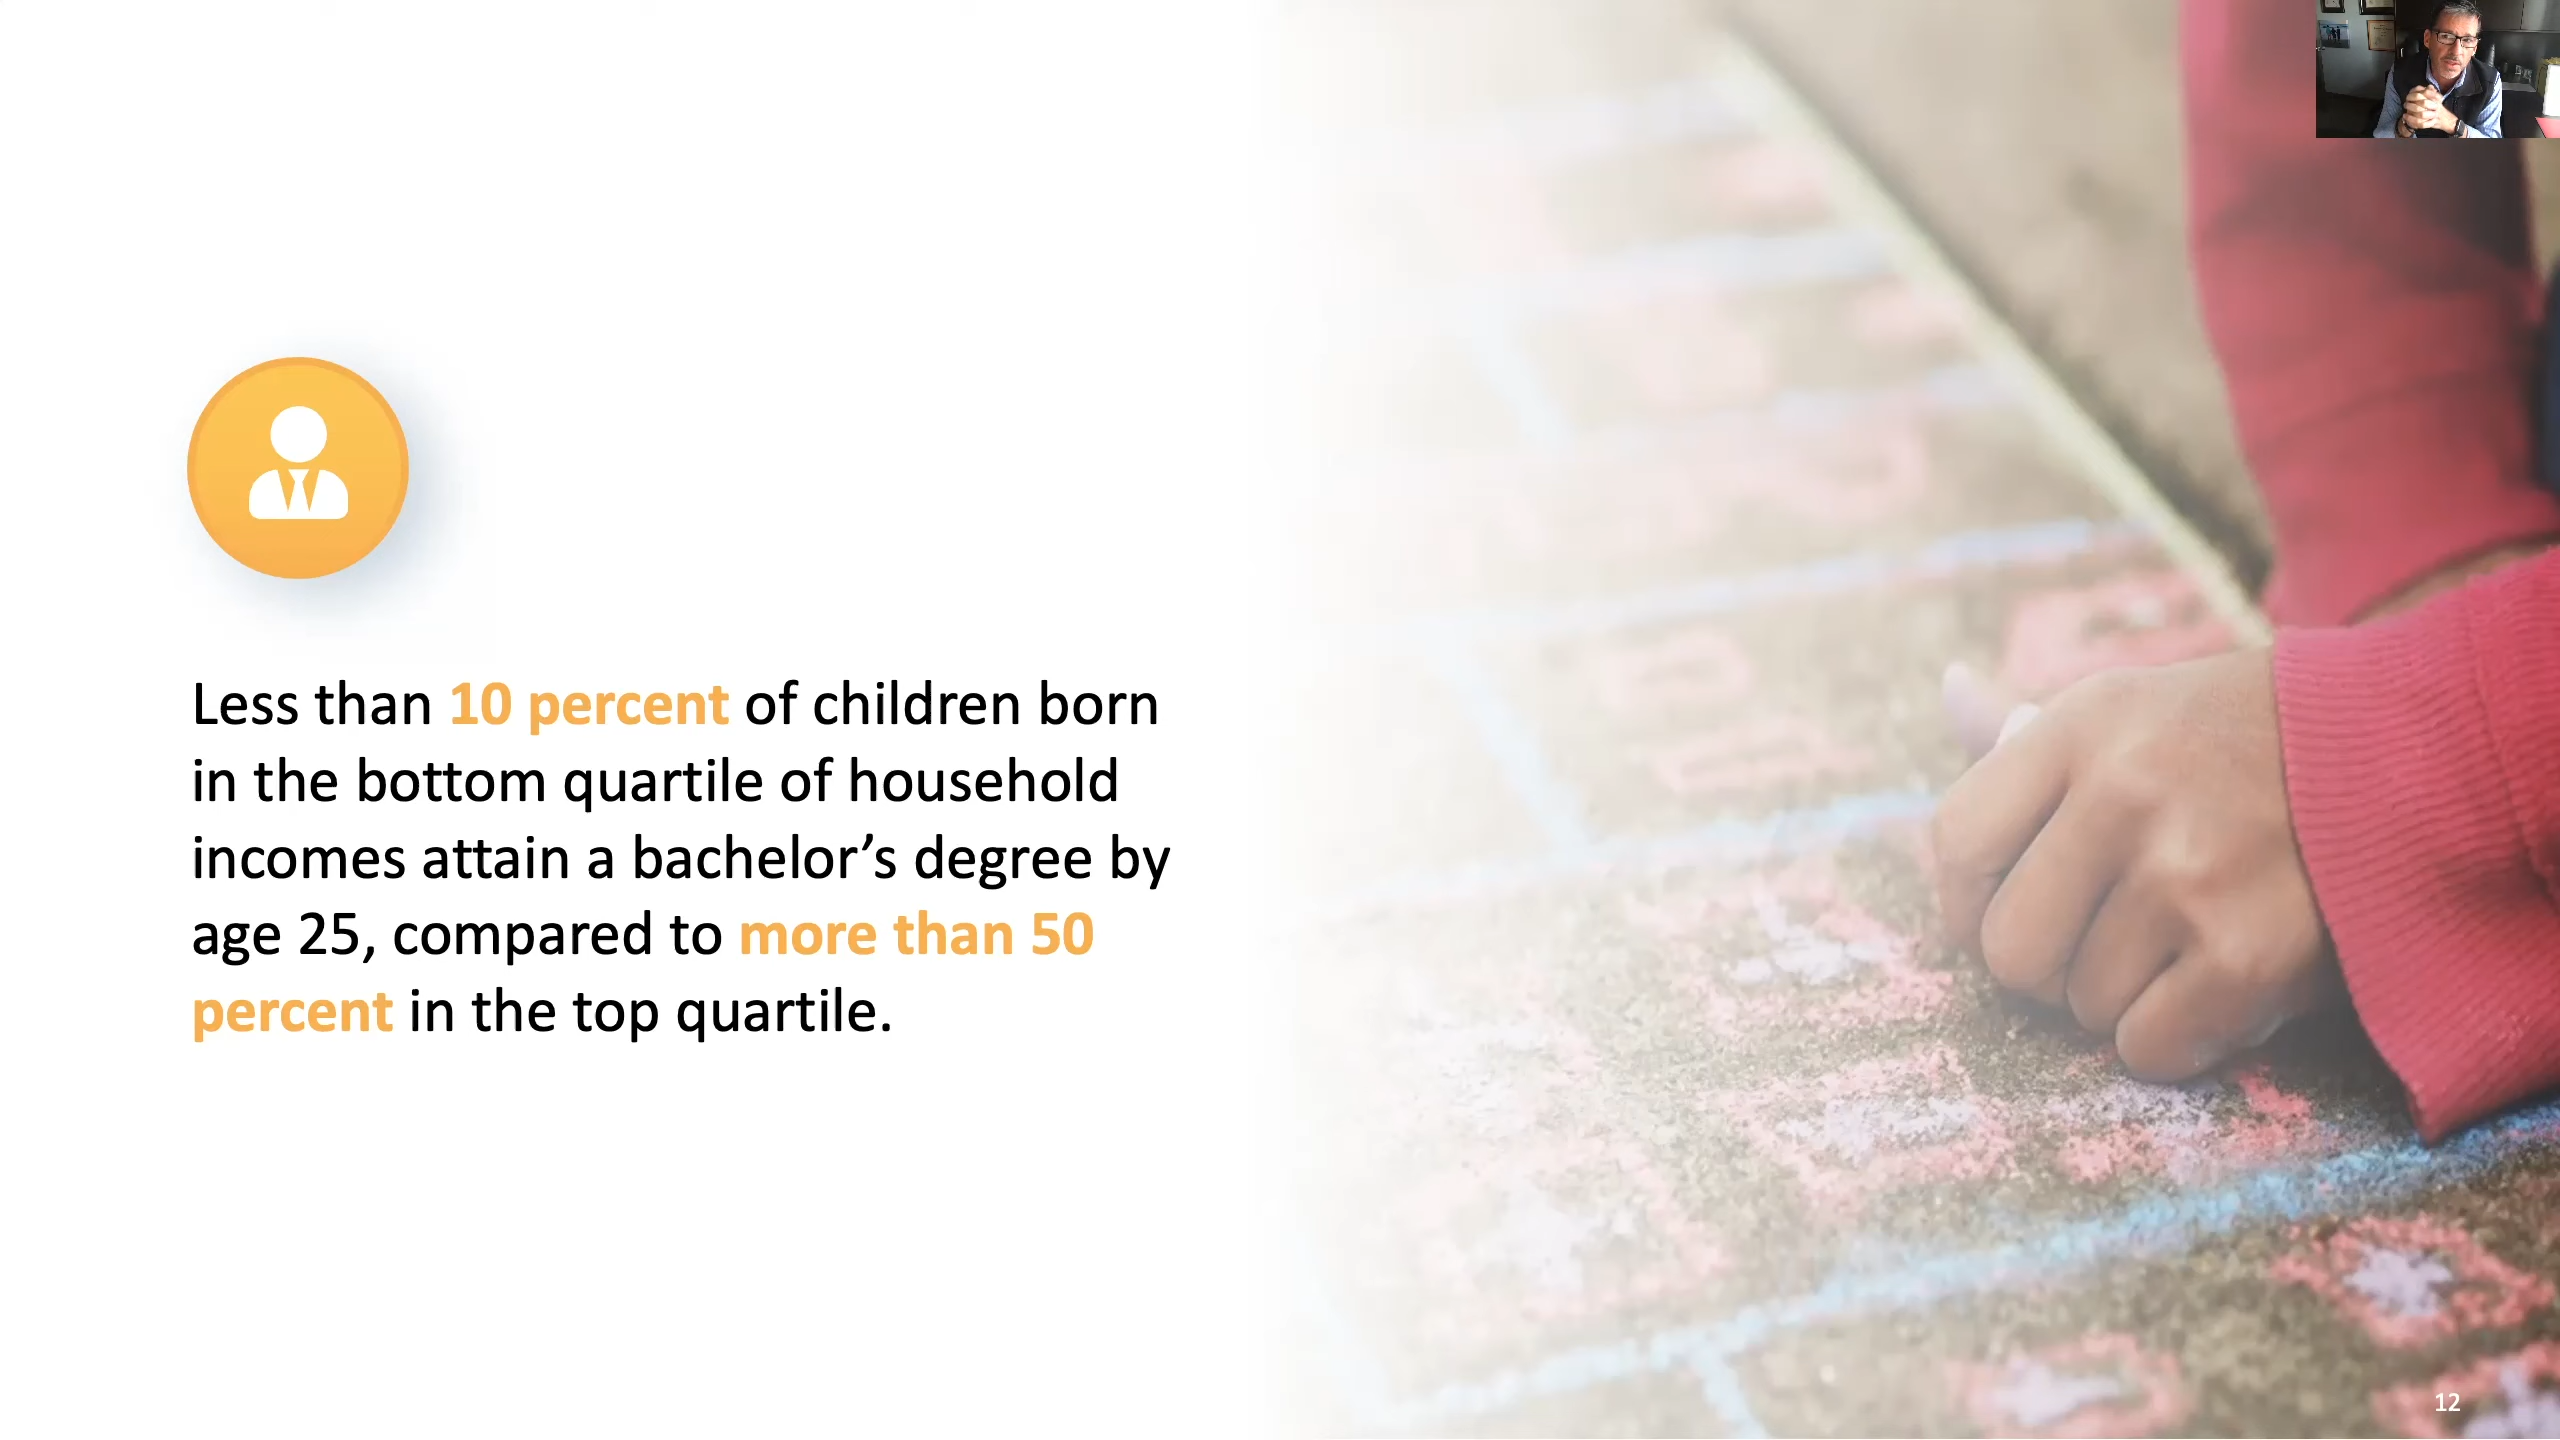 Less than 10 percent of children born
in the bottom quartile of household
incomes attain a bachelor’s degree by
age 25, compared to more than 50
percent in the top quartile.
12